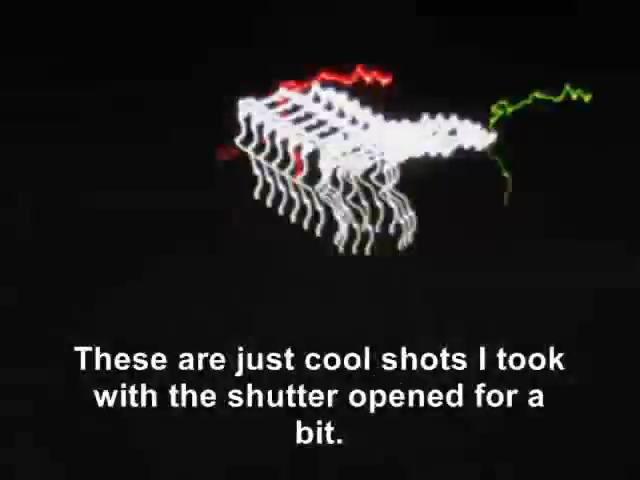 These are just cool shots I took
with the shutter opened for a
bit.